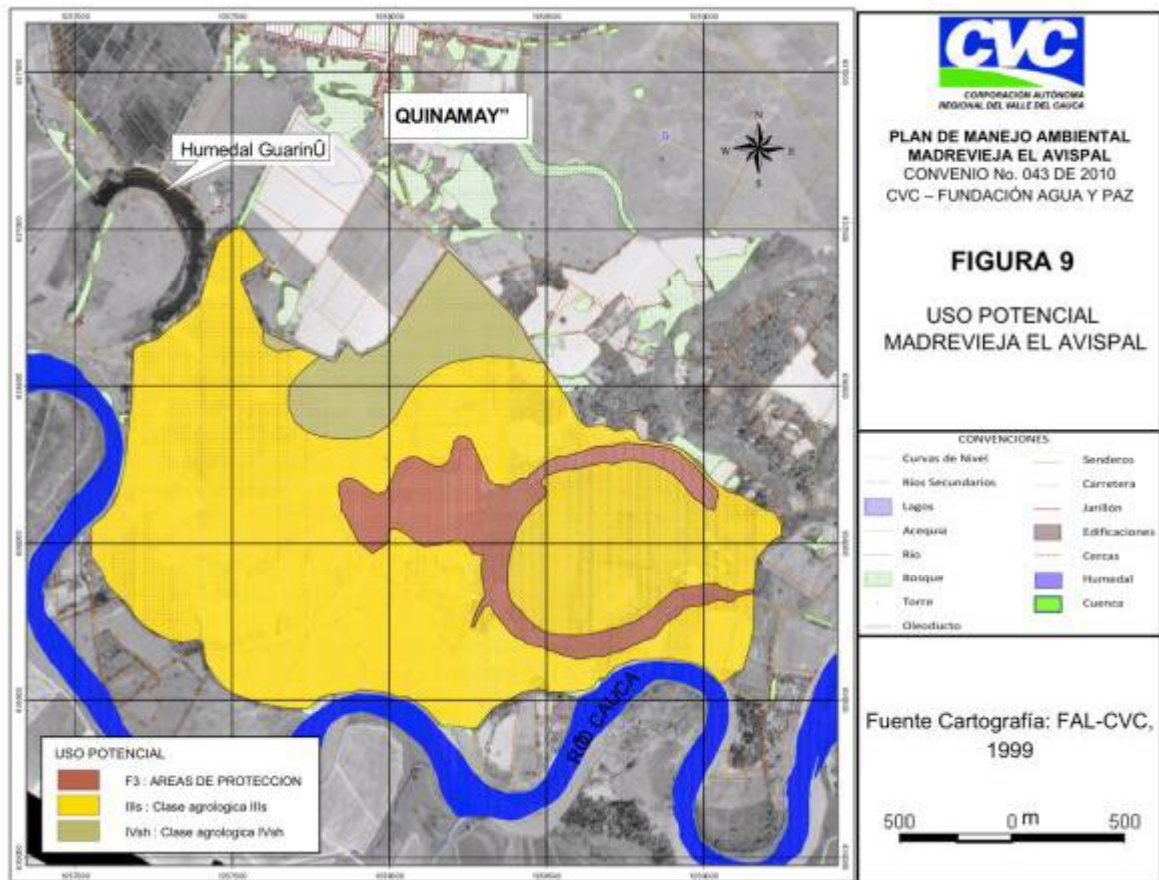 QUINAMAY"
Humedal GuarinÛ
RÍO CAUCA
USO POTENCIAL
F3 : AREAS DE PROTECCION
IIIs : Clase agrologica IIIs
IVsh : Clase agrologica IVsh
CVC
CORPORACIÓN AUTÓNOMA
REGIONAL DEL VALLE DEL CAUCA
PLAN DE MANEJO AMBIENTAL
MADREVIEJA EL AVISPAL
CONVENIO No. 043 DE 2010
CVC – FUNDACIÓN AGUA Y PAZ
N
W E
S
FIGURA 9
USO POTENCIAL
MADREVIEJA EL AVISPAL
CONVENCIONES
Curvas de Nivel
Ríos Secundarios
Lagos
Acequia
Río
Bosque
Torre
Oleoducto
Senderos
Carretera
Jarillón
Edificaciones
Cercas
Humedal
Cuenca
Fuente Cartografía: FAL-CVC,
1999
500 0 m 500